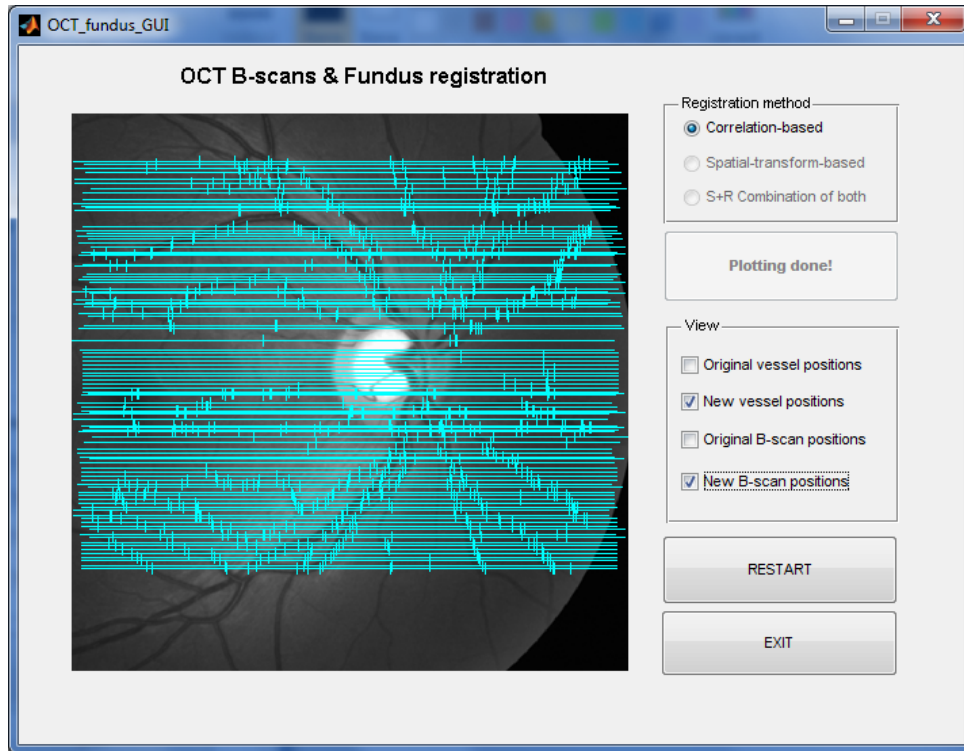 OCT_fundus_GUI
OCT B-scans & Fundus registration
Registration method
Correlation-based
Spatial-transform-based
S+R Combination of both
Plotting done!
View
Original vessel positions
New vessel positions
Original B-scan positions
New B-scan positions
RESTART
EXIT